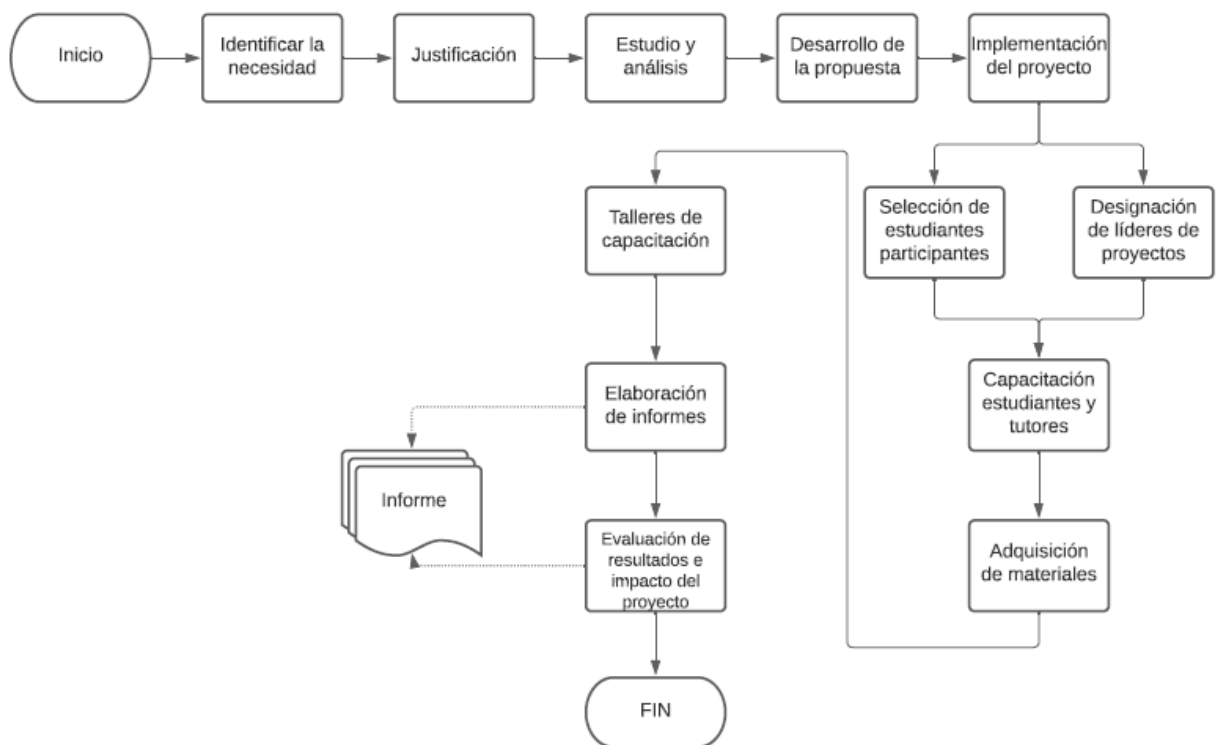 Inicio
Identificar la
necesidad
Justificación
Estudio y
análisis
Desarrollo de
la propuesta
Implementación
del proyecto
Selección de
estudiantes
participantes
Designación
de líderes de
proyectos
Capacitación
estudiantes y
tutores
Adquisición
de materiales
Talleres de
capacitación
Elaboración
de informes
Informe
Evaluación de
resultados e
impacto del
proyecto
FIN